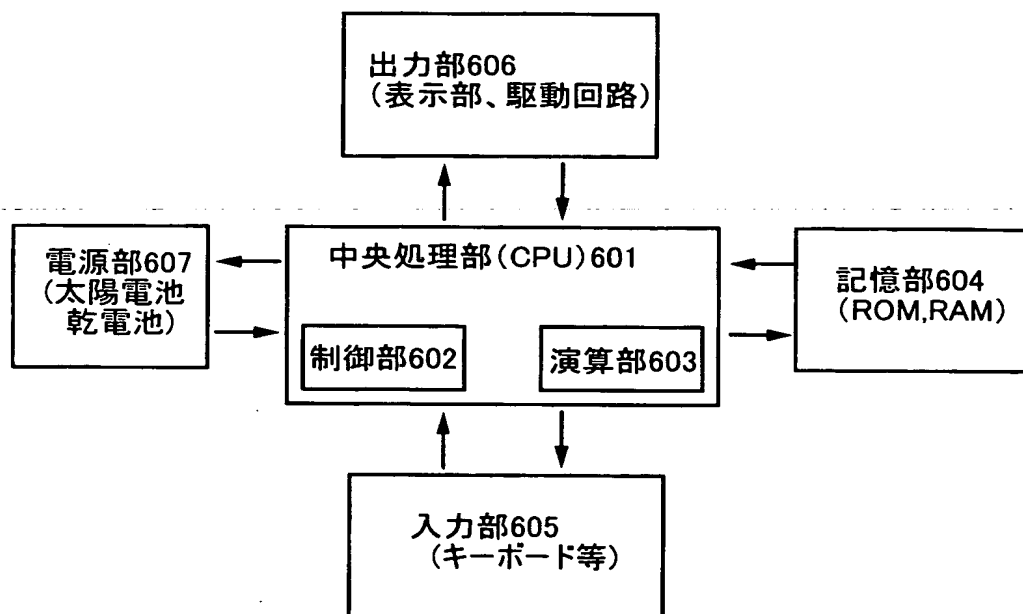 出力部606
(表示部、駆動回路)
電源部607
(太陽電池
乾電池)
中央処理部(CPU)601
制御部602
演算部603
記憶部604
(ROM,RAM)
入力部605
(キーボード等)